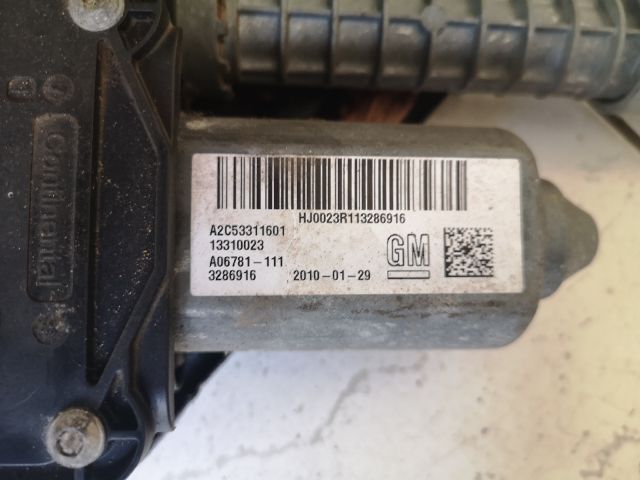 Continental
HJ0023R113286916
A2C53311601
13310023
A06781-111
3286916 2010-01-29
GM